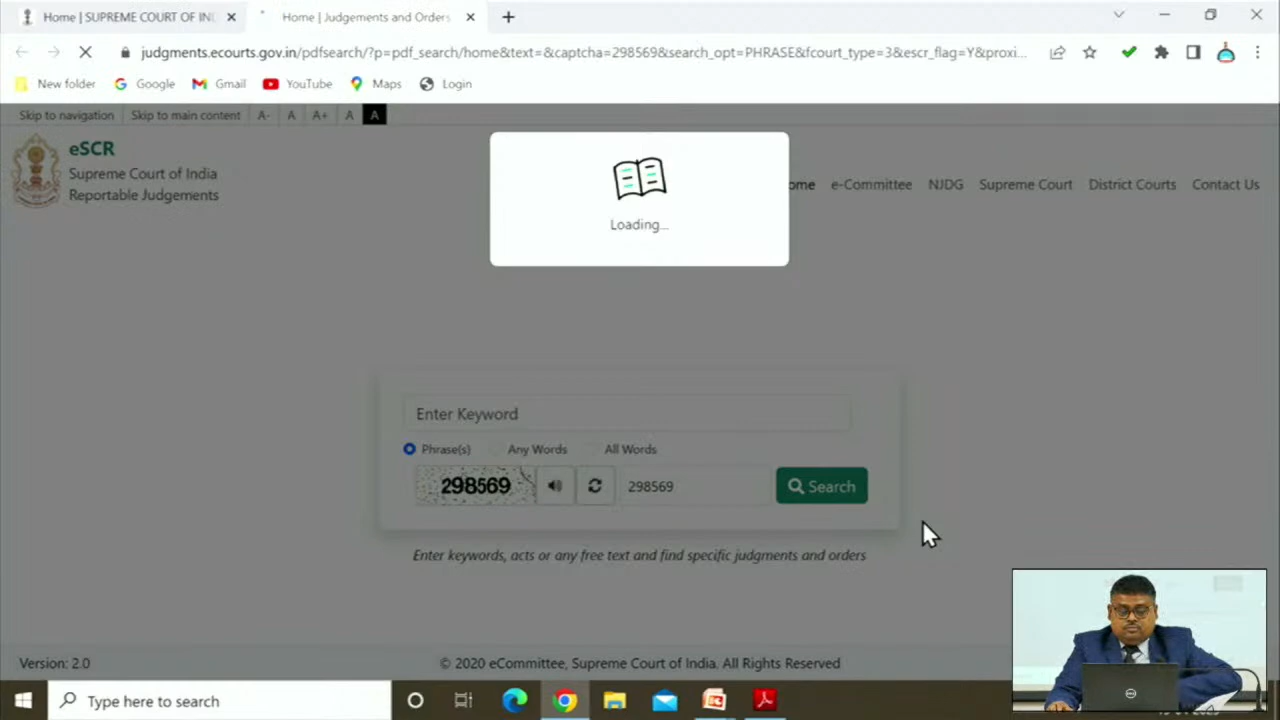 Home | SUPREME COURT OF IN
Home | Judgements and Orders
judgments.ecourts.gov.in/pdfsearch/?p=pdf_search/home&text=&captcha=298569&search_opt=PHRASE&fcourt_type=3&escr_flag=Y&proxi...
New folder Google Gmail YouTube Maps Login
Skip to navigation Skip to main content A- A A+ A A
eSCR
Supreme Court of India
Reportable Judgements
ome e-Committee NJDG Supreme Court District Courts Contact Us
Loading...
Enter Keyword
Phrase(s) Any Words All Words
298569 298569 Search
Enter keywords, acts or any free text and find specific judgments and orders
Version: 2.0 © 2020 eCommittee, Supreme Court of India. All Rights Reserved
Type here to search